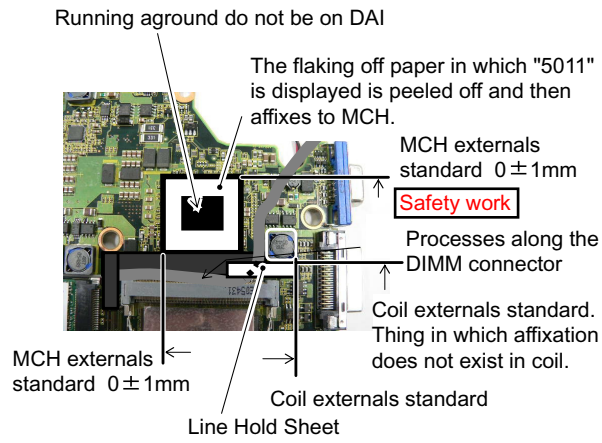 Running aground do not be on DAI
The flaking off paper in which "5011"
is displayed is peeled off and then
affixes to MCH.
MCH externals
standard 0±1mm
Safety work
Processes along the
DIMM connector
Coil externals standard.
Thing in which affixation
does not exist in coil.
MCH externals
standard 0±1mm
Coil externals standard
Line Hold Sheet